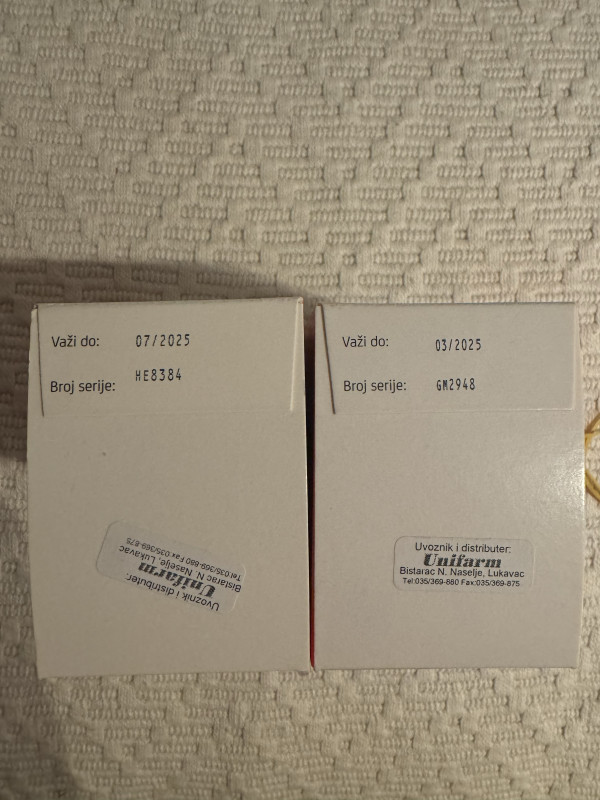 Važi do: 07/2025
Broj serije: HE8384
Uvoznik i distributer:
Unifarm
Bistarac N. Naselje, Lukavac
Tel:035/369-880 Fax:035/369-875
Važi do: 03/2025
Broj serije: GM2948
Uvoznik i distributer:
Unifarm
Bistarac N. Naselje, Lukavac
Tel:035/369-880 Fax:035/369-875